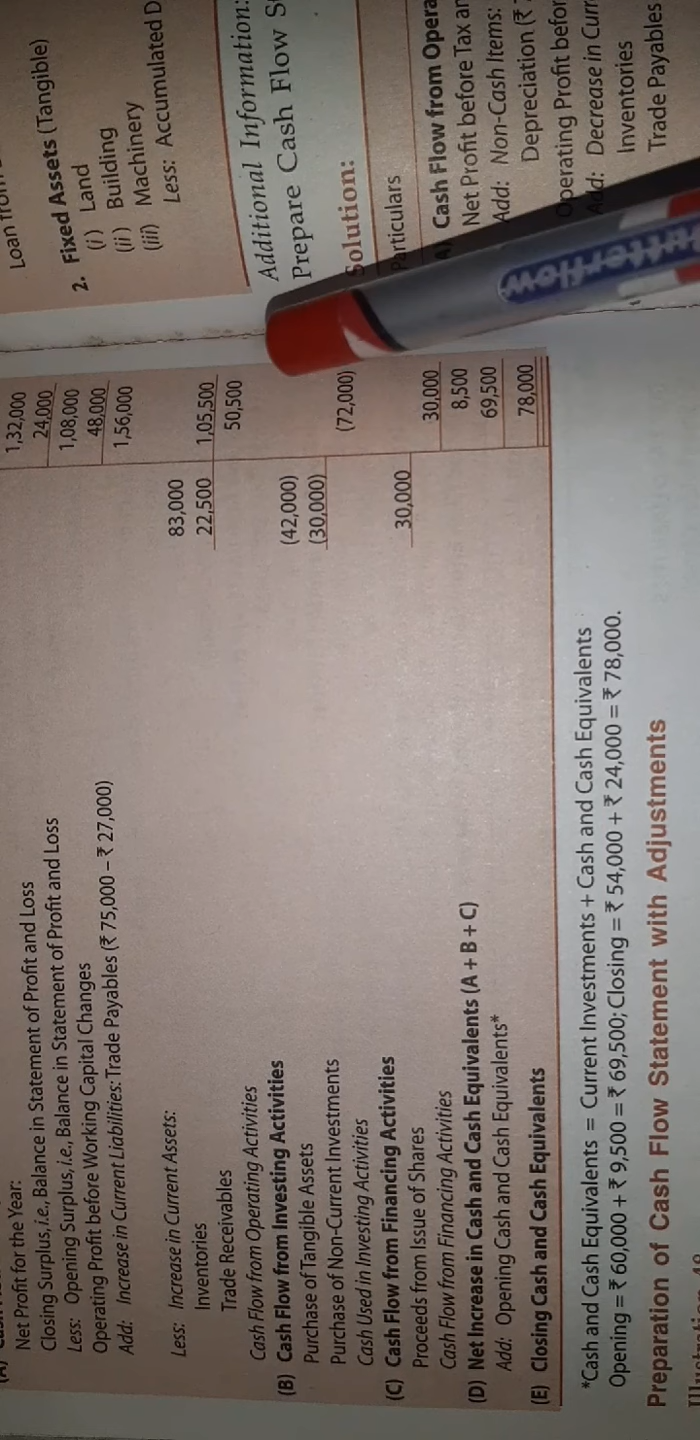 Net Profit for the Year:
Closing Surplus, i.e., Balance in Statement of Profit and Loss 1,32,000
Less: Opening Surplus, i.e., Balance in Statement of Profit and Loss 24,000
Operating Profit before Working Capital Changes 1,08,000
Add: Increase in Current Liabilities: Trade Payables (₹ 75,000 – ₹ 27,000) 48,000
1,56,000
Less: Increase in Current Assets:
Inventories 83,000
Trade Receivables 22,500 1,05,500
Cash Flow from Operating Activities 50,500
(B) Cash Flow from Investing Activities
Purchase of Tangible Assets (42,000)
Purchase of Non-Current Investments (30,000)
Cash Used in Investing Activities (72,000)
(C) Cash Flow from Financing Activities
Proceeds from Issue of Shares 30,000
Cash Flow from Financing Activities 30,000
(D) Net Increase in Cash and Cash Equivalents (A + B + C) 8,500
Add: Opening Cash and Cash Equivalents* 69,500
(E) Closing Cash and Cash Equivalents 78,000
*Cash and Cash Equivalents = Current Investments + Cash and Cash Equivalents
Opening = ₹ 60,000 + ₹ 9,500 = ₹ 69,500; Closing = ₹ 54,000 + ₹ 24,000 = ₹ 78,000.
Preparation of Cash Flow Statement with Adjustments
Loan
2. Fixed Assets (Tangible)
(i) Land
(ii) Building
(iii) Machinery
Less: Accumulated D
Additional Information:
Prepare Cash Flow
Solution:
Particulars
Cash Flow from Opera
Net Profit before Tax
Add: Non-Cash Items:
Depreciation (₹
Operating Profit befor
Add: Decrease in Curr
Inventories
Trade Payables